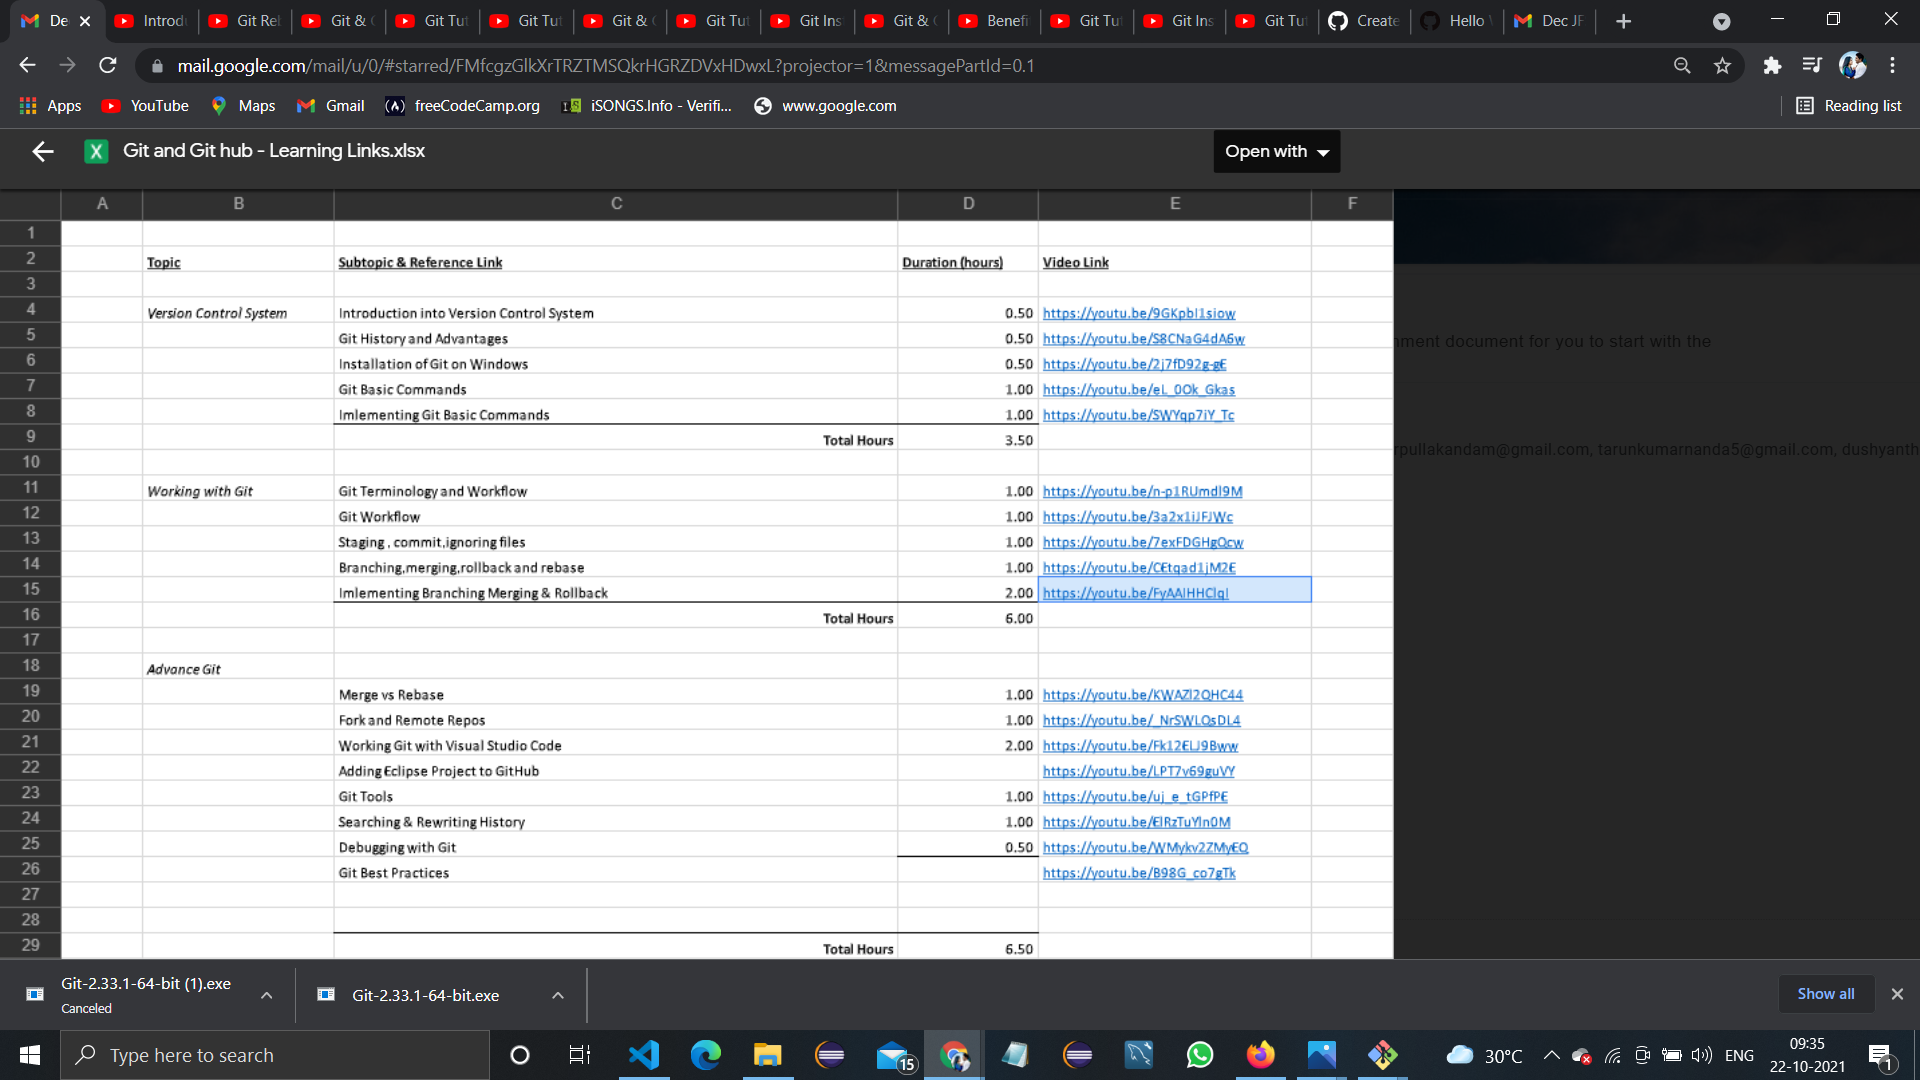 De
Introd
Git Re
Git & 
Git Tut
Git Tut
Git & 
Git Tut
Git Ins
Git & 
Benefi
Git Tut
Git Ins
Git Tu
Create
Hello
Dec JF
mail.google.com/mail/u/0/#starred/FMfcgzGlkXrTRZTMSQkrHGRZDVxHDwxL?projector=1&messagePartId=0.1
Apps YouTube Maps Gmail freeCodeCamp.org iSONGS.Info - Verifi... www.google.com Reading list
Git and Git hub - Learning Links.xlsx Open with
A B C D E F
1
2 Topic Subtopic & Reference Link Duration (hours) Video Link
3
4 Version Control System Introduction into Version Control System 0.50 https://youtu.be/9GKpbI1siow
5 Git History and Advantages 0.50 https://youtu.be/S8CNaG4dA6w
6 Installation of Git on Windows 0.50 https://youtu.be/2j7fD92g-gE
7 Git Basic Commands 1.00 https://youtu.be/eL_0Ok_Gkas
8 Imlementing Git Basic Commands 1.00 https://youtu.be/SWYqp7iY_Tc
9 Total Hours 3.50
10
11 Working with Git Git Terminology and Workflow 1.00 https://youtu.be/n-p1RUmdl9M
12 Git Workflow 1.00 https://youtu.be/3a2x1iJFJWc
13 Staging , commit,ignoring files 1.00 https://youtu.be/7exFDGHgQcw
14 Branching,merging,rollback and rebase 1.00 https://youtu.be/CEtqad1jM2E
15 Imlementing Branching Merging & Rollback 2.00 https://youtu.be/FyAAIHHClqI
16 Total Hours 6.00
17
18 Advance Git
19 Merge vs Rebase 1.00 https://youtu.be/KWAZl2QHC44
20 Fork and Remote Repos 1.00 https://youtu.be/_NrSWLQsDL4
21 Working Git with Visual Studio Code 2.00 https://youtu.be/Fk12ELJ9Bww
22 Adding Eclipse Project to GitHub https://youtu.be/LPT7v69guVY
23 Git Tools 1.00 https://youtu.be/uj_e_tGPfPE
24 Searching & Rewriting History 1.00 https://youtu.be/ElRzTuYln0M
25 Debugging with Git 0.50 https://youtu.be/WMykv2ZMyEQ
26 Git Best Practices https://youtu.be/B98G_co7gTk
27
28
29 Total Hours 6.50
nment document for you to start with the
rpullakandam@gmail.com, tarunkumarnanda5@gmail.com, dushyanth
Git-2.33.1-64-bit (1).exe
Canceled
Git-2.33.1-64-bit.exe
Show all
Type here to search
15
30°C
ENG
09:35
22-10-2021
1